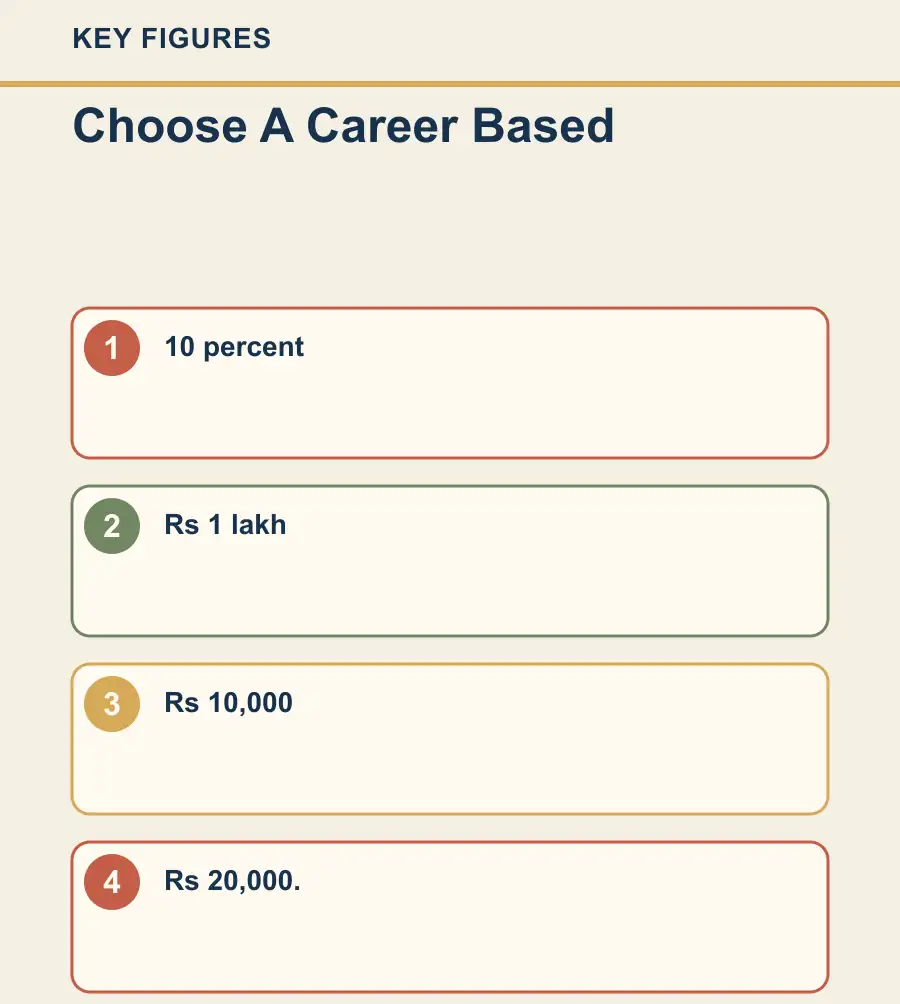 KEY FIGURES
Choose A Career Based
1 10 percent
2 Rs 1 lakh
3 Rs 10,000
4 Rs 20,000.